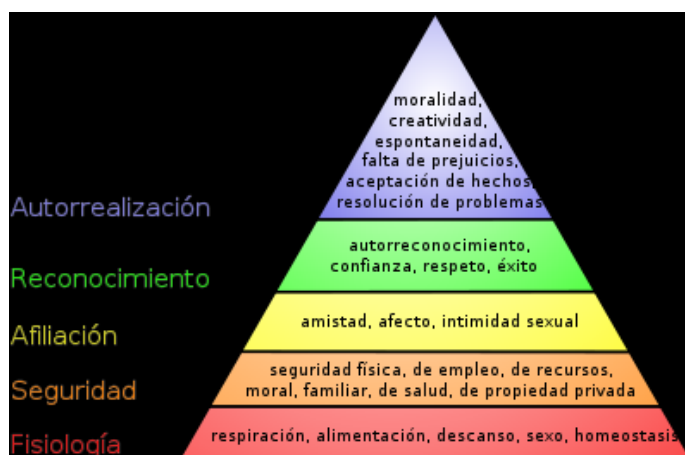 moralidad,
creatividad,
espontaneidad,
falta de prejuicios,
aceptación de hechos,
resolución de problemas
Autorrealización
autorreconocimiento,
confianza, respeto, éxito
Reconocimiento
amistad, afecto, intimidad sexual
Afiliación
seguridad física, de empleo, de recursos,
moral, familiar, de salud, de propiedad privada
Seguridad
respiración, alimentación, descanso, sexo, homeostasis
Fisiología